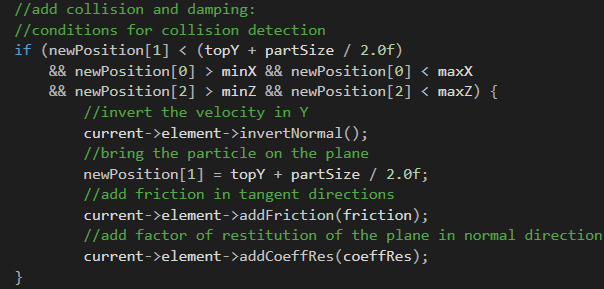 //add collision and damping:
//conditions for collision detection
if (newPosition[1] < (topY + partSize / 2.0f)
    && newPosition[0] > minX && newPosition[0] < maxX
    && newPosition[2] > minZ && newPosition[2] < maxZ) {
        //invert the velocity in Y
        current->element->invertNormal();
        //bring the particle on the plane
        newPosition[1] = topY + partSize / 2.0f;
        //add friction in tangent directions
        current->element->addFriction(friction);
        //add factor of restitution of the plane in normal direction
        current->element->addCoeffRes(coeffRes);
}